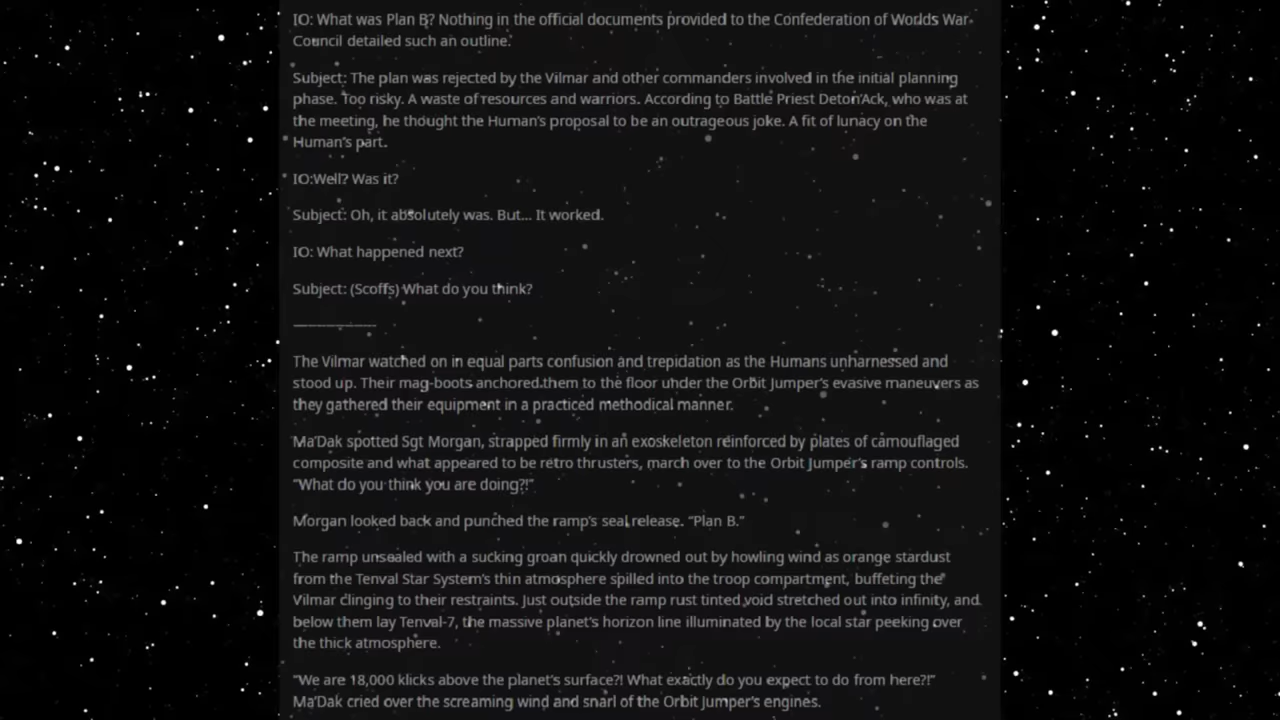 IO: What was Plan B? Nothing in the official documents provided to the Confederation of Worlds War
Council detailed such an outline.
Subject: The plan was rejected by the Vilmar and other commanders involved in the initial planning
phase. Too risky. A waste of resources and warriors. According to Battle Priest Deton'Ack, who was at
the meeting, he thought the Human's proposal to be an outrageous joke. A fit of lunacy on the
Human's part.
IO:Well? Was it?
Subject: Oh, it absolutely was. But... It worked.
IO: What happened next?
Subject: (Scoffs) What do you think?
——————–
The Vilmar watched on in equal parts confusion and trepidation as the Humans unharnessed and
stood up. Their mag-boots anchored them to the floor under the Orbit Jumper's evasive maneuvers as
they gathered their equipment in a practiced methodical manner.
Ma'Dak spotted Sgt Morgan, strapped firmly in an exoskeleton reinforced by plates of camouflaged
composite and what appeared to be retro thrusters, march over to the Orbit Jumper's ramp controls.
"What do you think you are doing?!"
Morgan looked back and punched the ramp's seal release. "Plan B."
The ramp unsealed with a sucking groan quickly drowned out by howling wind as orange stardust
from the Tenval Star System's thin atmosphere spilled into the troop compartment, buffeting the
Vilmar clinging to their restraints. Just outside the ramp rust tinted void stretched out into infinity, and
below them lay Tenval-7, the massive planet's horizon line illuminated by the local star peeking over
the thick atmosphere.
"We are 18,000 klicks above the planet's surface?! What exactly do you expect to do from here?!"
Ma'Dak cried over the screaming wind and snarl of the Orbit Jumper's engines.